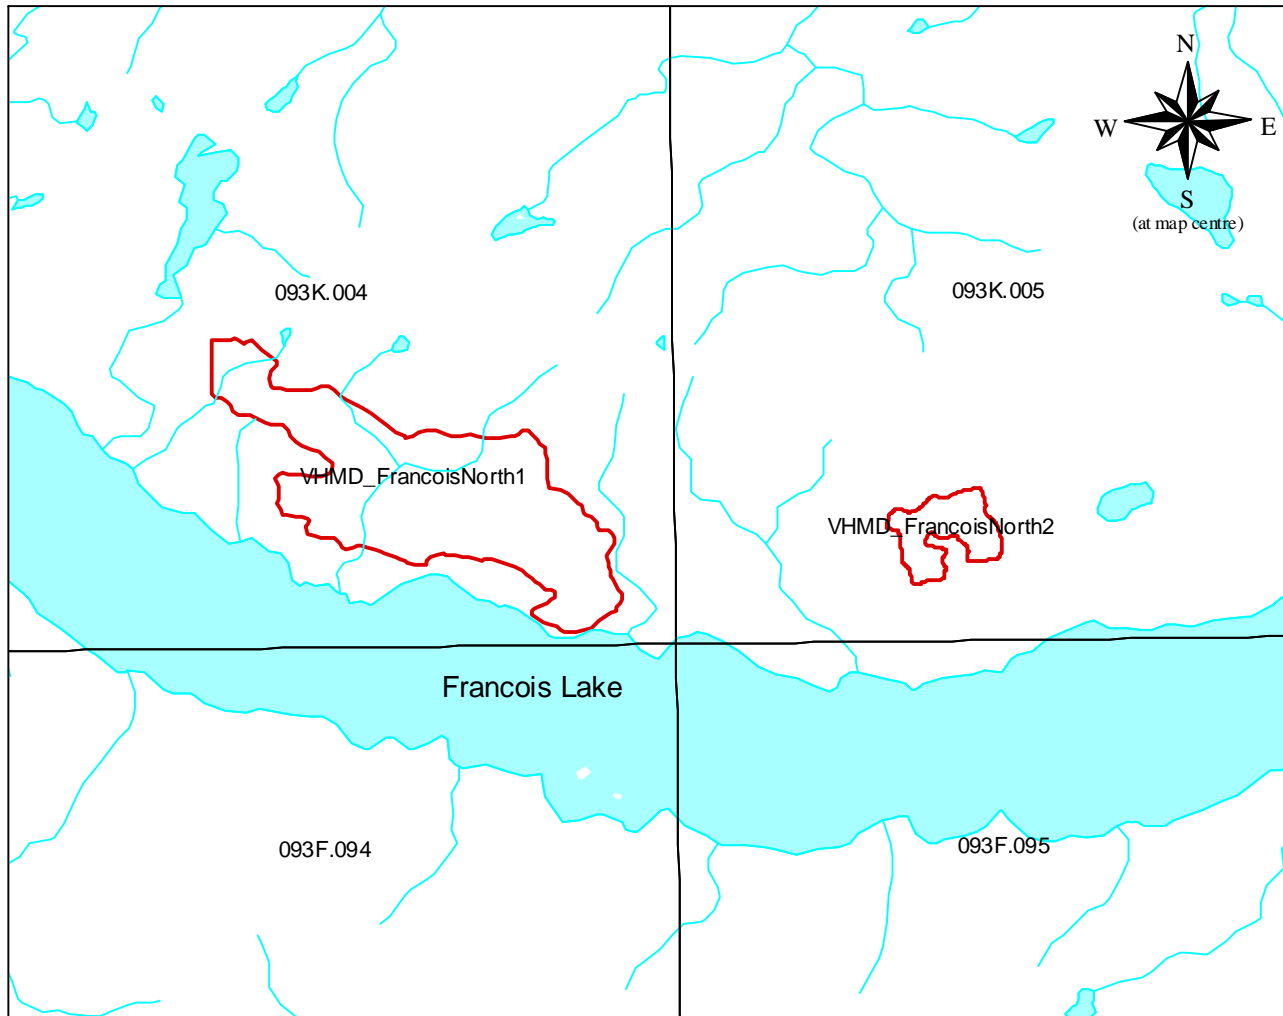 N
W
E
S
(at map centre)
093K.004
093K.005
VHMD_FrancoisNorth1
VHMD_FrancoisNorth2
Francois Lake
093F.094
093F.095